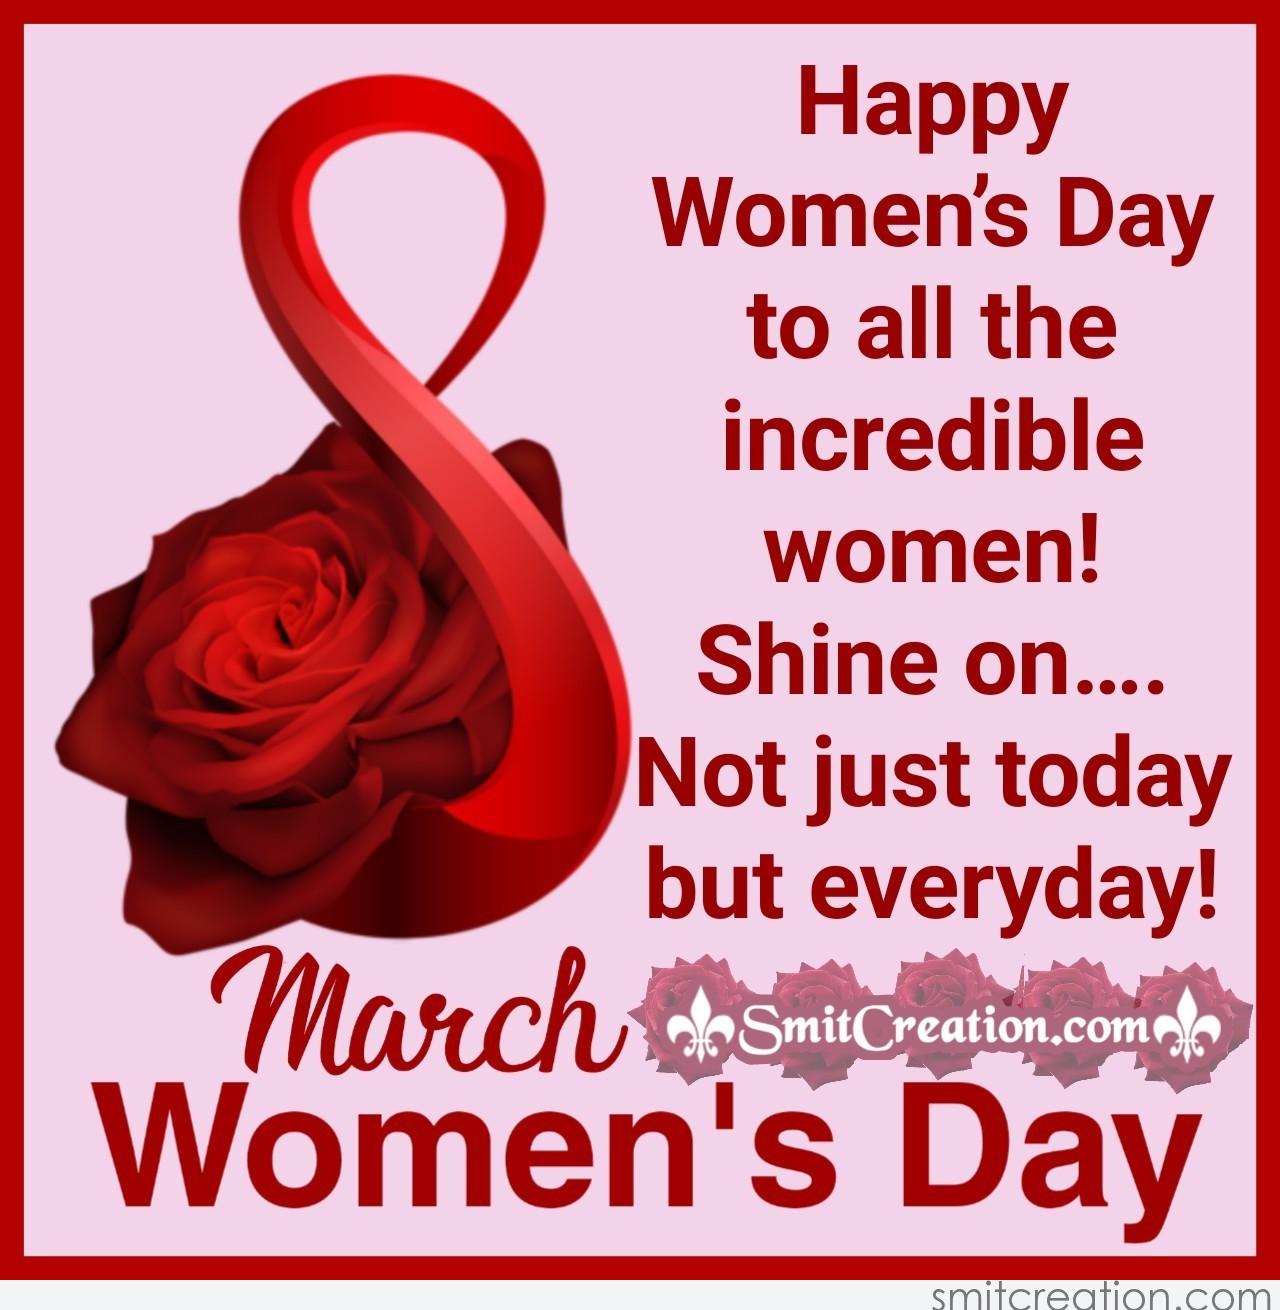 Happy
Women’s Day
to all the
incredible
women!
Shine on....
Not just today
but everyday!
8
March
SmitCreation.com
Women's Day
smitcreation.com